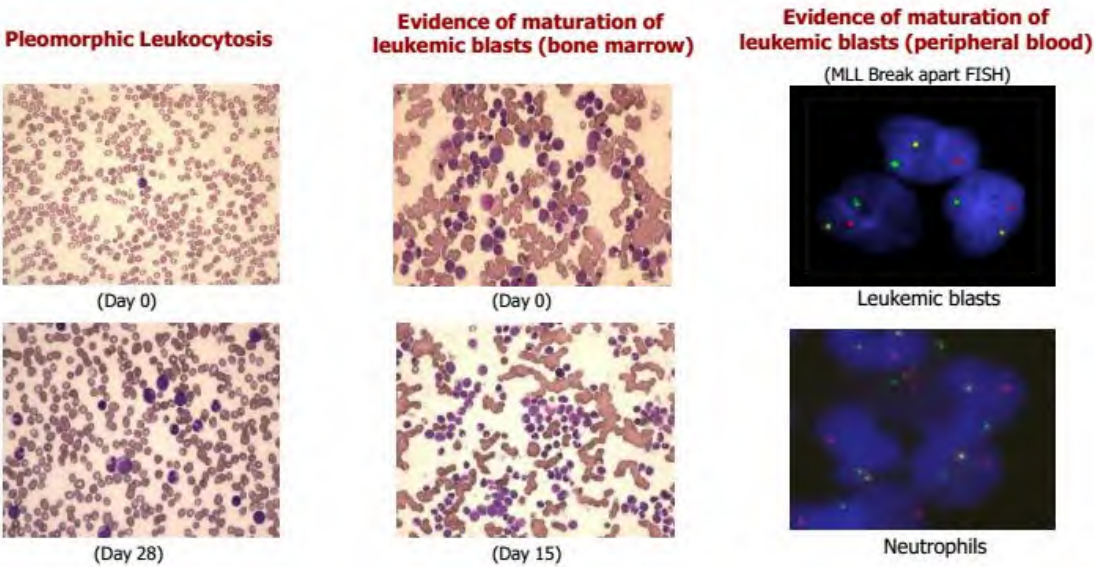 Pleomorphic Leukocytosis
Evidence of maturation of
leukemic blasts (bone marrow)
Evidence of maturation of
leukemic blasts (peripheral blood)
(MLL Break apart FISH)
(Day 0)
(Day 0)
Leukemic blasts
(Day 28)
(Day 15)
Neutrophils